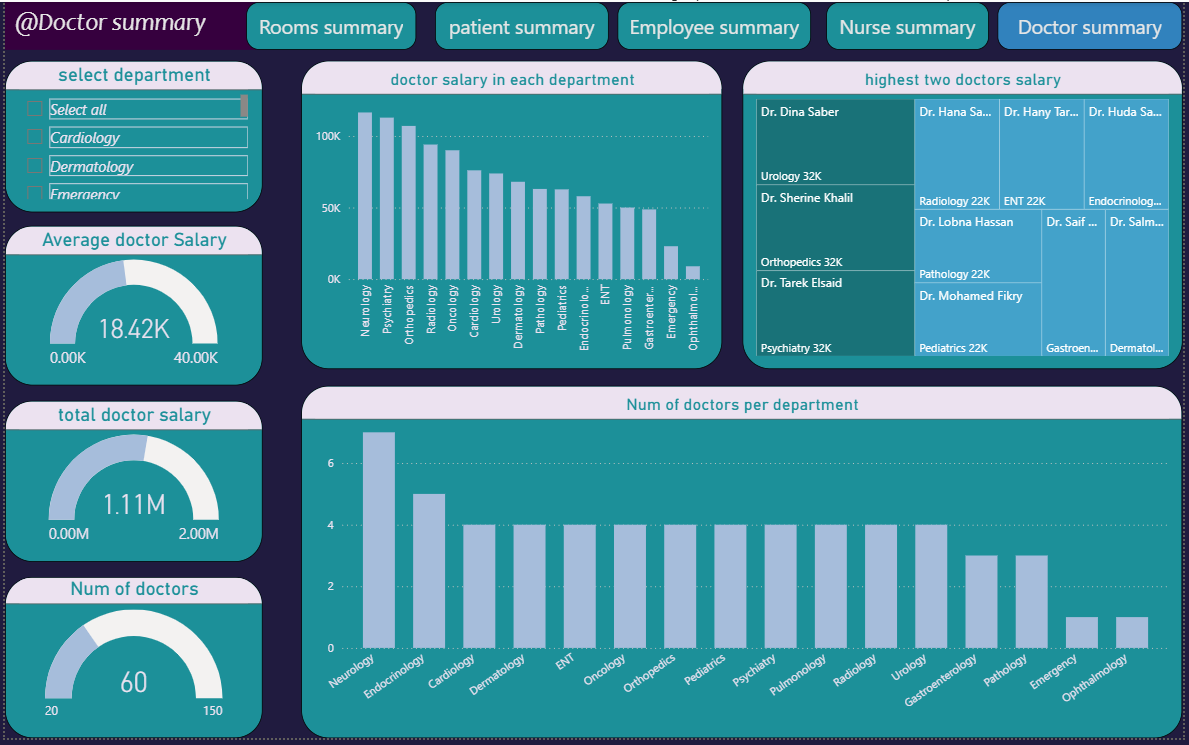 @Doctor summary
Rooms summary
patient summary
Employee summary
Nurse summary
Doctor summary
select department
Select all
Cardiology
Dermatology
Emergency
Average doctor Salary
18.42K
0.00K
40.00K
total doctor salary
1.11M
0.00M
2.00M
Num of doctors
60
20
150
doctor salary in each department
100K
50K
0K
Neurology
Psychiatry
Orthopedics
Radiology
Oncology
Cardiology
Urology
Dermatology
Pathology
Pediatrics
Endocrinolo...
ENT
Pulmonology
Gastroenter...
Emergency
Ophthalmol...
highest two doctors salary
Dr. Dina Saber
Urology 32K
Dr. Sherine Khalil
Orthopedics 32K
Dr. Tarek Elsaid
Psychiatry 32K
Dr. Hana Sa...
Radiology 22K
Dr. Hany Tar...
ENT 22K
Dr. Huda Sa...
Endocrinolog...
Dr. Lobna Hassan
Pathology 22K
Dr. Mohamed Fikry
Pediatrics 22K
Dr. Saif ...
Gastroen...
Dr. Salm...
Dermatol...
Num of doctors per department
6
4
2
0
Neurology
Endocrinology
Cardiology
Dermatology
ENT
Oncology
Orthopedics
Pediatrics
Psychiatry
Pulmonology
Radiology
Urology
Gastroenterology
Pathology
Emergency
Ophthalmology